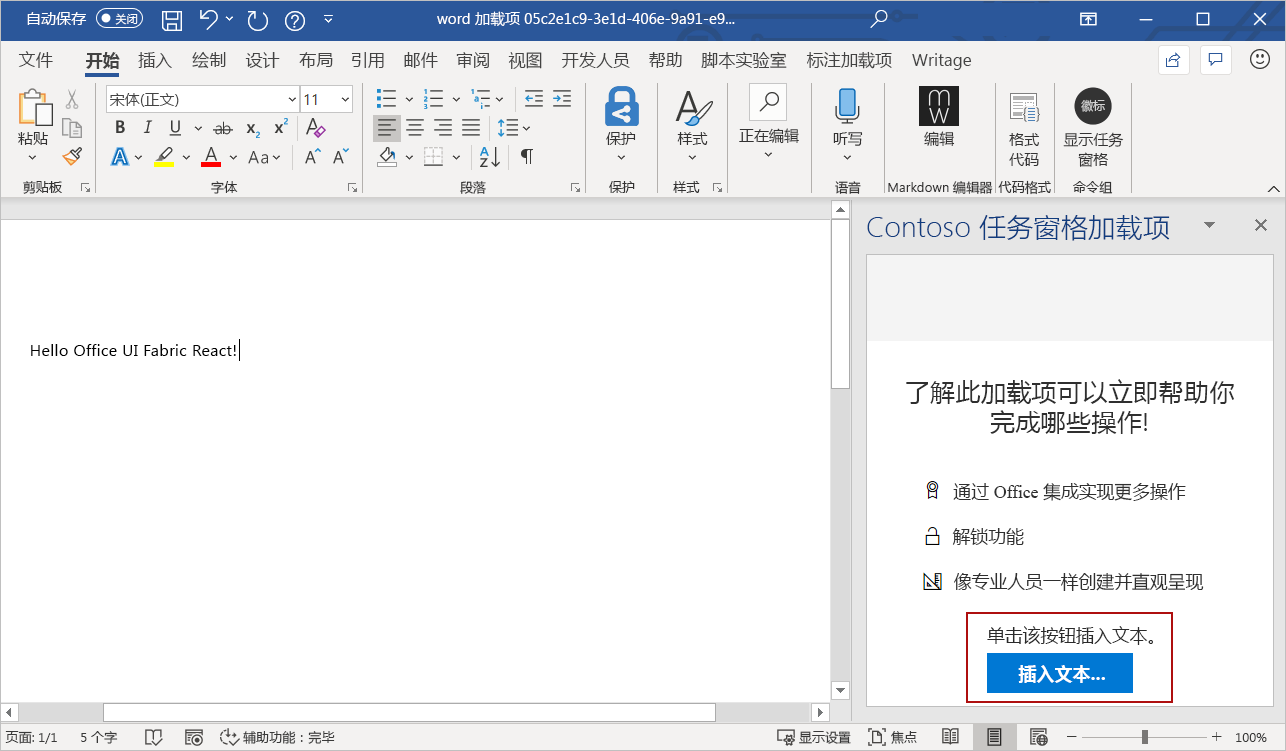 自动保存 关闭 word 加载项 05c2e1c9-3e1d-406e-9a91-e9...
文件 开始 插入 绘制 设计 布局 引用 邮件 审阅 视图 开发人员 帮助 脚本实验室 标注加载项 Writage
宋体(正文) 11
粘贴
B I U ab x₂ x²
A A Aa A A
A Z
保护
样式
正在编辑
听写
编辑
格式
代码
徽标
显示任务
窗格
剪贴板 字体 段落 保护 样式 语音 Markdown 编辑器 代码格式 命令组
Contoso 任务窗格加载项
Hello Office UI Fabric React!
了解此加载项可以立即帮助你
完成哪些操作!
通过 Office 集成实现更多操作
解锁功能
像专业人员一样创建并直观呈现
单击该按钮插入文本。
插入文本...
页面: 1/1 5 个字 辅助功能：完毕 显示设置 焦点 100%